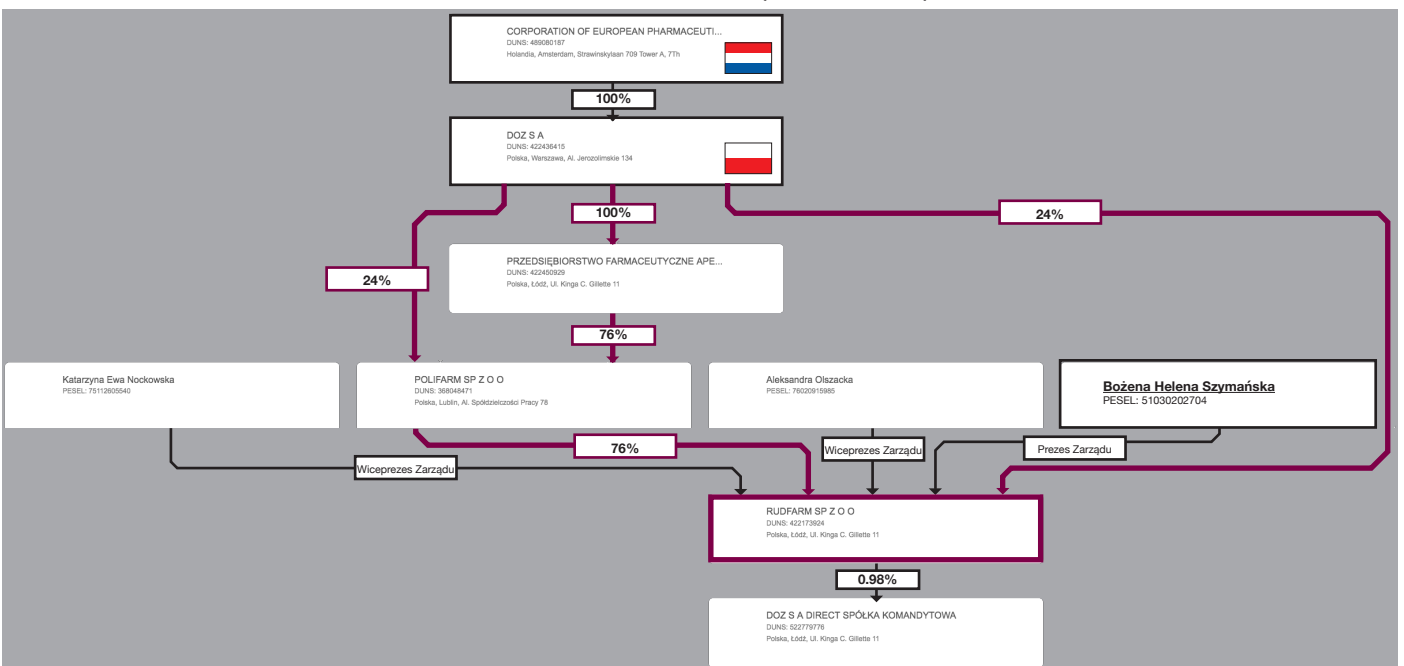 CORPORATION OF EUROPEAN PHARMACEUTI...
DUNS: 489080187
Holandia, Amsterdam, Strawinskylaan 709 Tower A, 7Th
100%
DOZ S A
DUNS: 422436415
Polska, Warszawa, Al. Jerozolimskie 134
100%
24%
PRZEDSIĘBIORSTWO FARMACEUTYCZNE APE...
DUNS: 422450929
Polska, Łódź, Ul. Kinga C. Gillette 11
24%
76%
Katarzyna Ewa Nockowska
PESEL: 75112605540
POLIFARM SP Z O O
DUNS: 368048471
Polska, Lublin, Al. Spółdzielczości Pracy 78
Aleksandra Olszacka
PESEL: 76020915985
Bożena Helena Szymańska
PESEL: 51030202704
76%
Wiceprezes Zarządu
Prezes Zarządu
Wiceprezes Zarządu
RUDFARM SP Z O O
DUNS: 422173924
Polska, Łódź, Ul. Kinga C. Gillette 11
0.98%
DOZ S A DIRECT SPÓŁKA KOMANDYTOWA
DUNS: 522779776
Polska, Łódź, Ul. Kinga C. Gillette 11